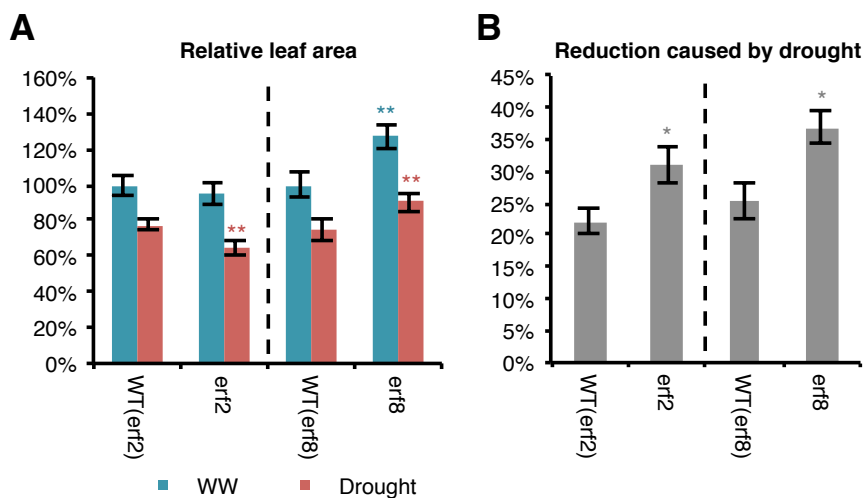 A
Relative leaf area
160%
140%
120%
100%
80%
60%
40%
20%
0%
**
**
**
WT(erf2)
erf2
WT(erf8)
erf8
WW
Drought
B
Reduction caused by drought
45%
40%
35%
30%
25%
20%
15%
10%
5%
0%
*
*
WT(erf2)
erf2
WT(erf8)
erf8